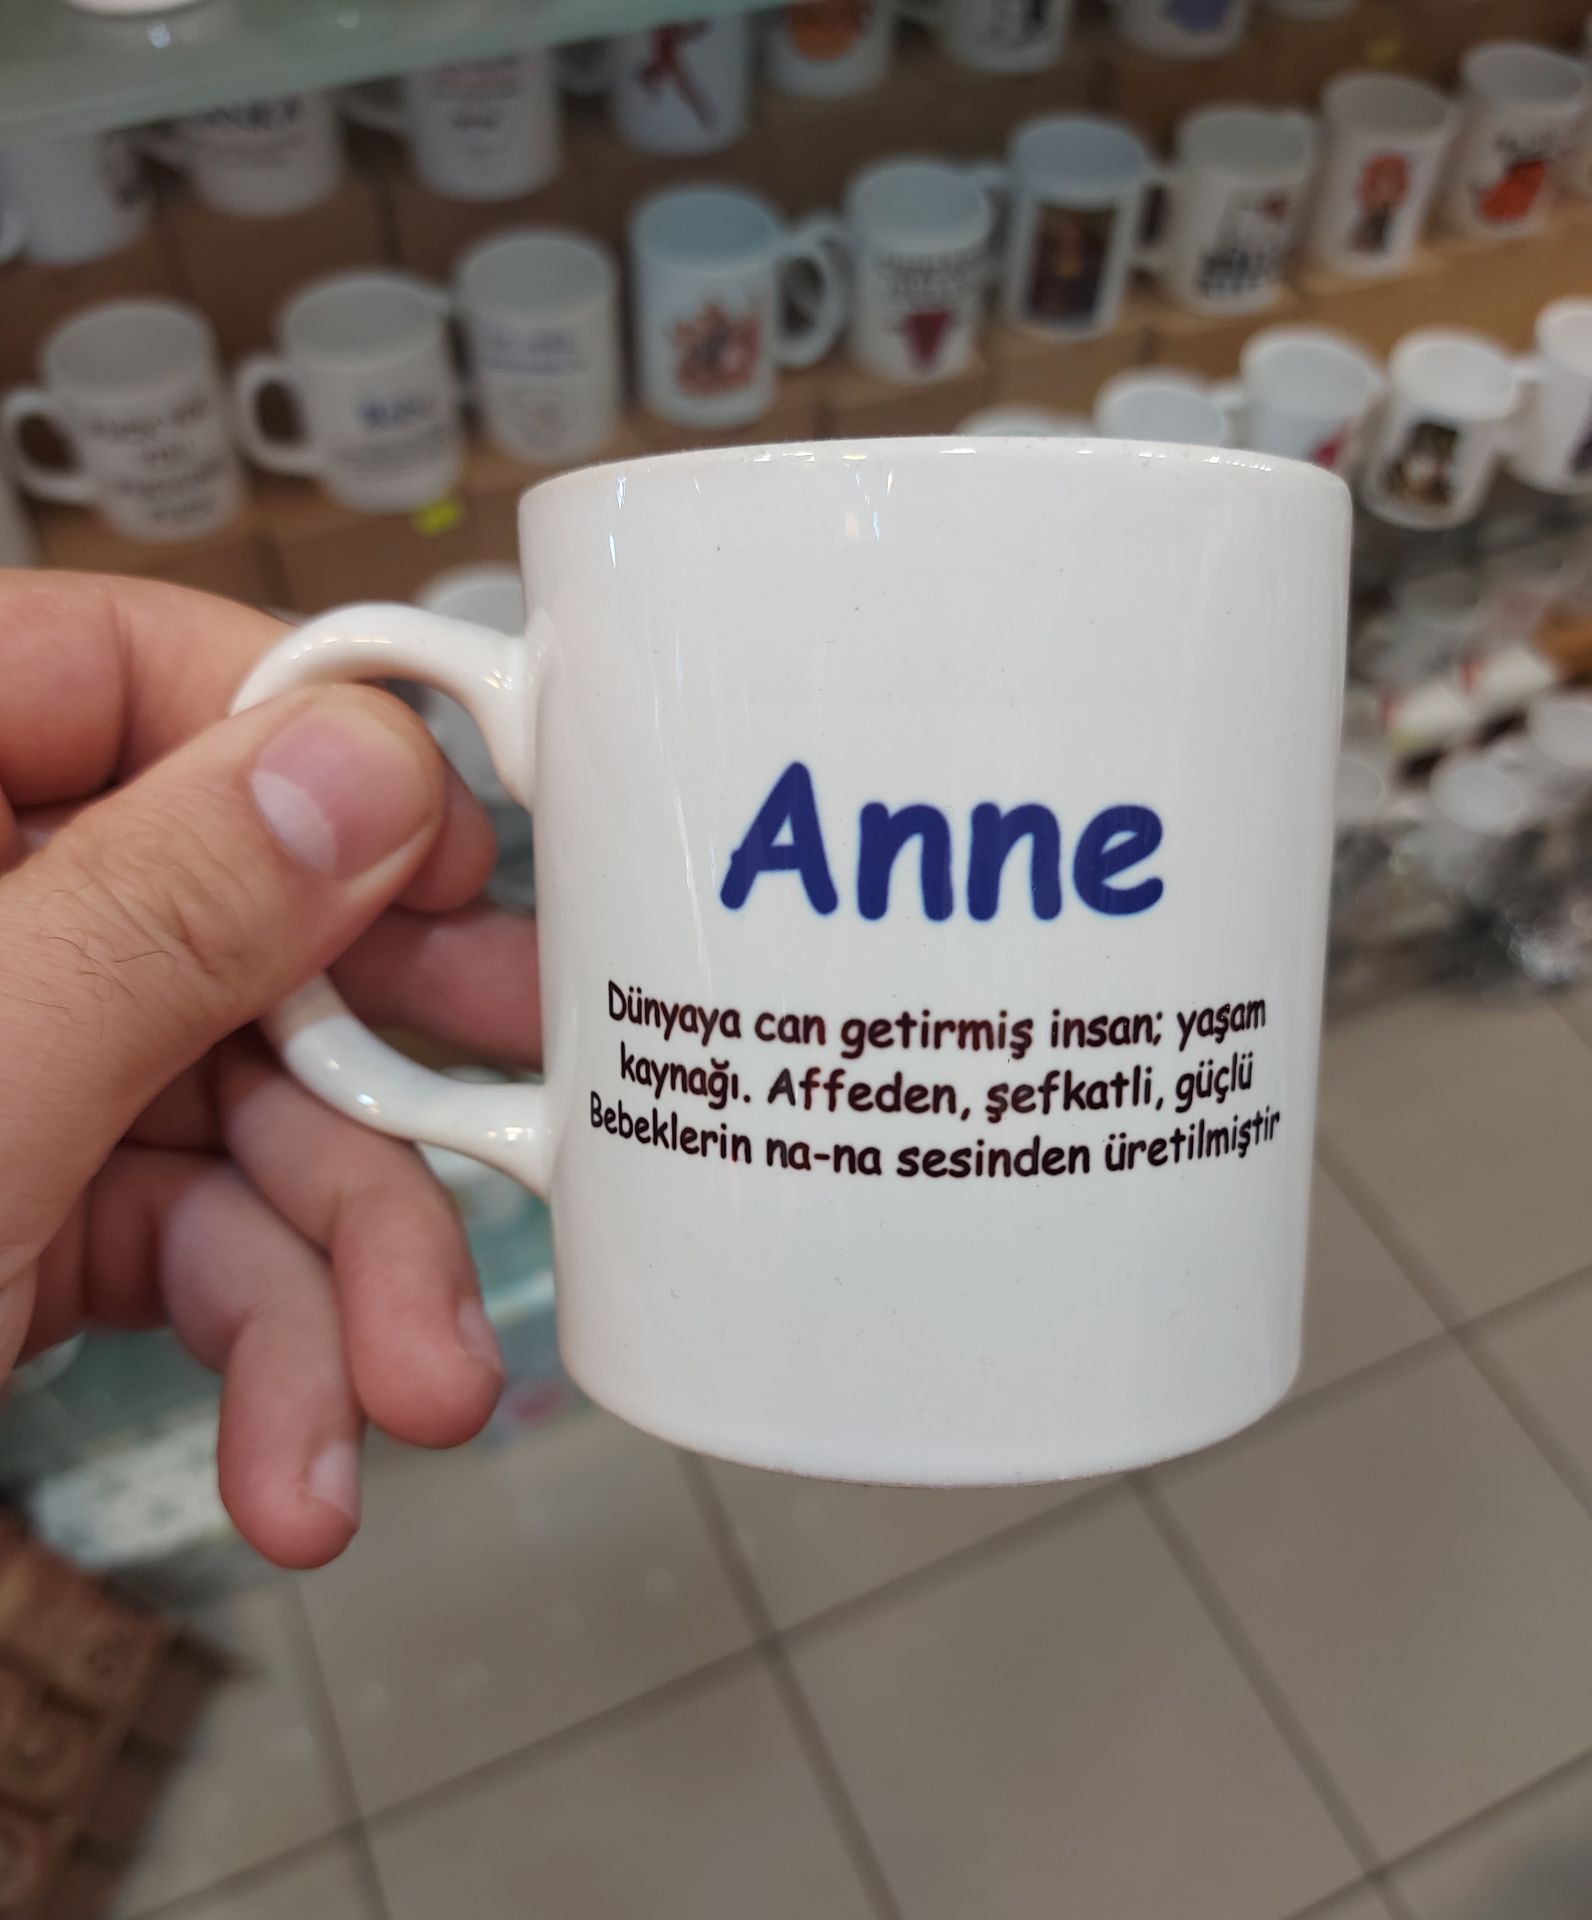 Anne
Dünyaya can getirmiş insan; yaşam
kaynağı. Affeden, şefkatli, güçlü
Bebeklerin na-na sesinden üretilmiştir